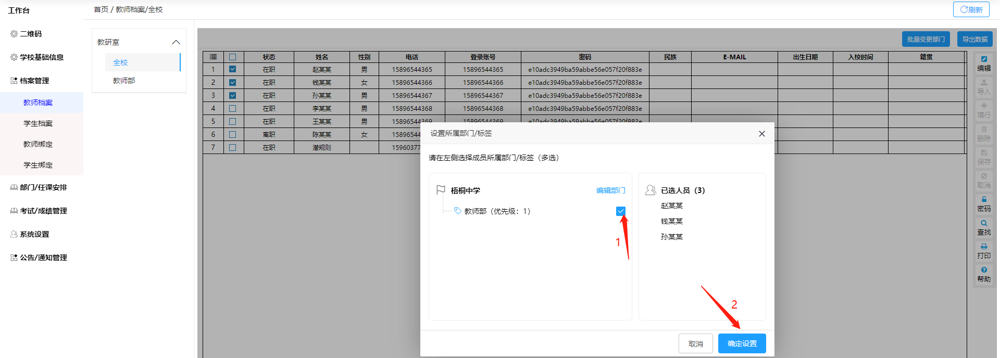 工作台
首页 / 教师档案/全校
刷新
二维码
学校基础信息
档案管理
教师档案
学生档案
教师绑定
学生绑定
部门/任课安排
考试/成绩管理
系统设置
公告/通知管理
教研室
全校
教师部
批量变更部门
导出数据
状态 姓名 性别 电话 登录账号 密码 民族 E-MAIL 出生日期 入校时间 籍贯
1 在职 赵某某 男 15896544365 15896544365 e10adc3949ba59abbe56e057f20f883e
2 在职 钱某某 女 15896544366 15896544366 e10adc3949ba59abbe56e057f20f883e
3 在职 孙某某 男 15896544367 15896544367 e10adc3949ba59abbe56e057f20f883e
4 在职 李某某 男 15896544368 15896544368 e10adc3949ba59abbe56e057f20f883e
5 在职 王某某 男 15896544369 15896544369 e10adc3949ba59abbe56e057f20f883e
6 离职 陈某某 女 15896544
7 在职 潜规则 1596037
编辑
导入
增行
删除
保存
取消
密码
查找
打印
帮助
设置所属部门/标签
请在左侧选择成员所属部门/标签（多选）
梧桐中学
编辑部门
教师部（优先级：1）
1
已选人员（3）
赵某某
钱某某
孙某某
2
取消
确定设置